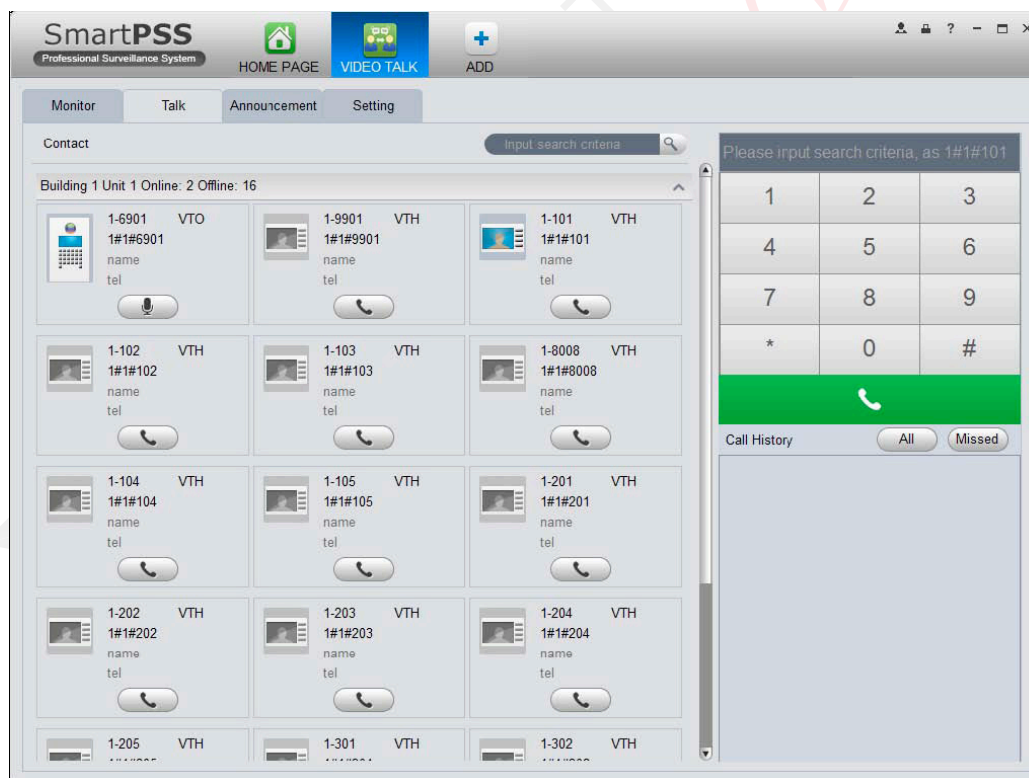 SmartPSS
Professional Surveillance System
HOME PAGE
VIDEO TALK
ADD
?
Monitor
Talk
Announcement
Setting
Contact
Input search criteria
Building 1 Unit 1 Online: 2 Offline: 16
1-6901 VTO
1#1#6901
name
tel
1-9901 VTH
1#1#9901
name
tel
1-101 VTH
1#1#101
name
tel
1-102 VTH
1#1#102
name
tel
1-103 VTH
1#1#103
name
tel
1-8008 VTH
1#1#8008
name
tel
1-104 VTH
1#1#104
name
tel
1-105 VTH
1#1#105
name
tel
1-201 VTH
1#1#201
name
tel
1-202 VTH
1#1#202
name
tel
1-203 VTH
1#1#203
name
tel
1-204 VTH
1#1#204
name
tel
1-205 VTH
1-301 VTH
1-302 VTH
Please input search criteria, as 1#1#101
1 2 3
4 5 6
7 8 9
* 0 #
Call History
All
Missed